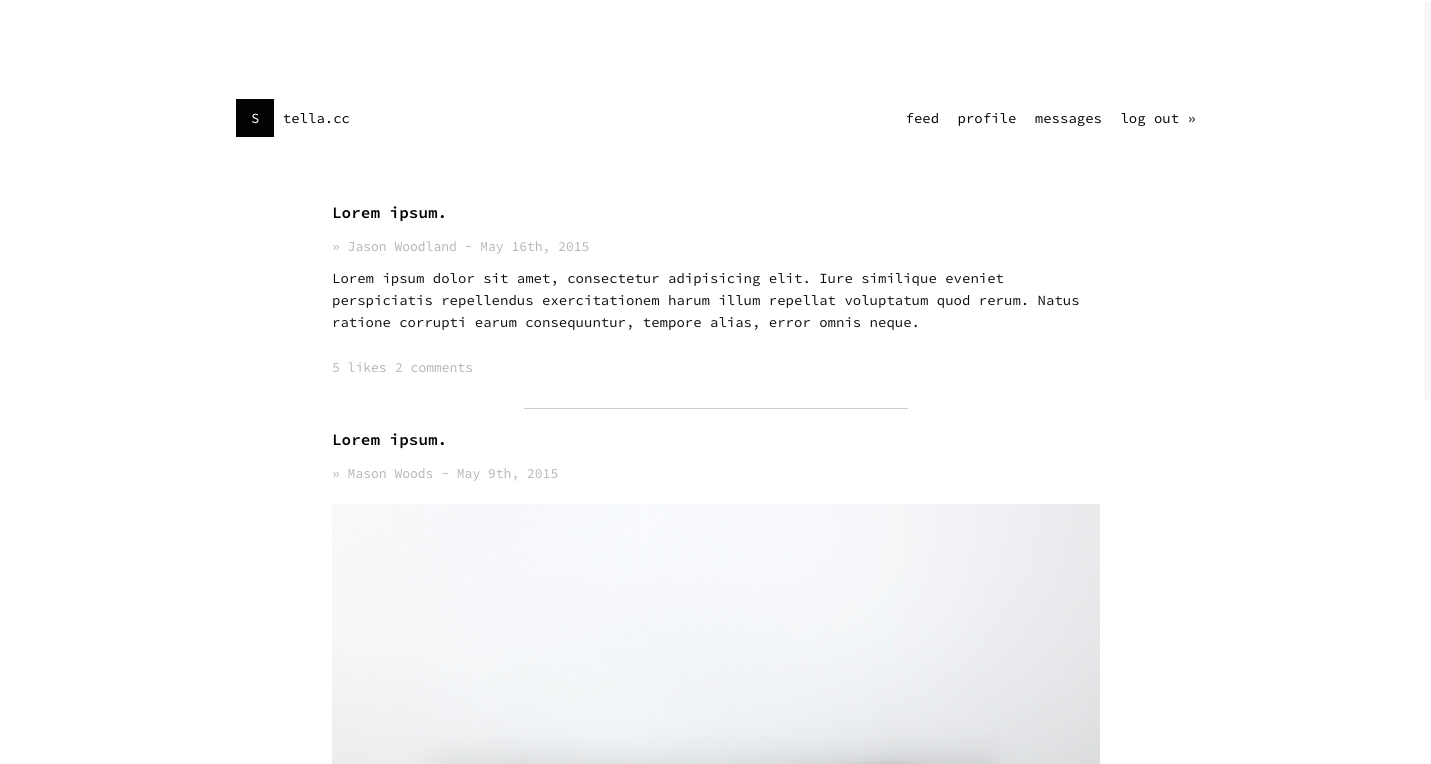 S tella.cc feed profile messages log out »
Lorem ipsum.
» Jason Woodland - May 16th, 2015
Lorem ipsum dolor sit amet, consectetur adipisicing elit. Iure similique eveniet
perspiciatis repellendus exercitationem harum illum repellat voluptatum quod rerum. Natus
ratione corrupti earum consequuntur, tempore alias, error omnis neque.
5 likes 2 comments
Lorem ipsum.
» Mason Woods - May 9th, 2015